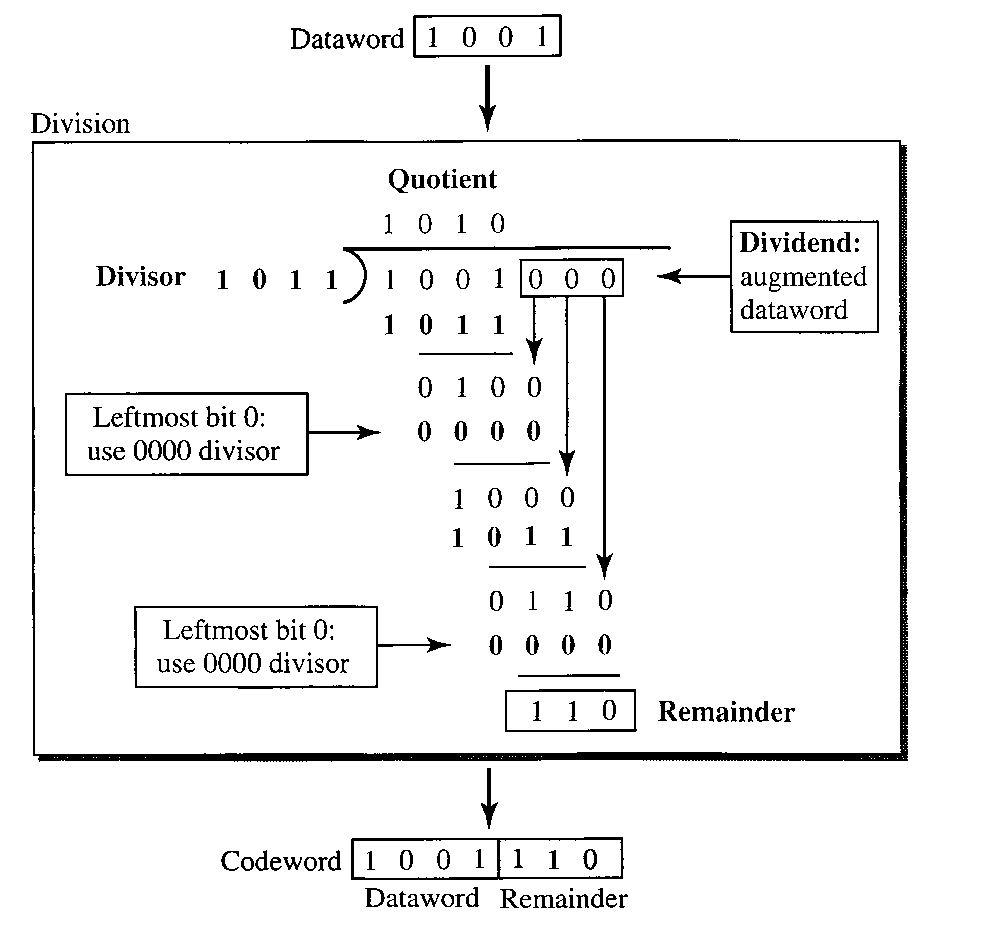 Dataword 1 0 0 1
Division
Quotient
1 0 1 0
Divisor 1 0 1 1 1 0 0 1 0 0 0
Dividend:
augmented
dataword
1 0 1 1
0 1 0 0
Leftmost bit 0:
use 0000 divisor
0 0 0 0
1 0 0 0
1 0 1 1
0 1 1 0
Leftmost bit 0:
use 0000 divisor
0 0 0 0
1 1 0 Remainder
Codeword 1 0 0 1 1 1 0
Dataword Remainder